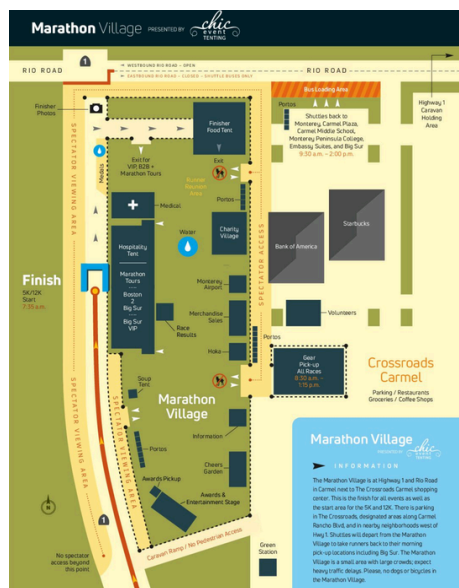 Marathon Village PRESENTED BY chic event TENTING
1
WESTBOUND RIO ROAD – OPEN
RIO ROAD
RIO ROAD
EASTBOUND RIO ROAD – CLOSED – SHUTTLE BUSES ONLY
Bus Loading Area
Finisher
Photos
Finisher
Food Tent
Portos
Shuttles back to
Monterey, Carmel Plaza,
Carmel Middle School,
Monterey Peninsula College,
Embassy Suites, and Big Sur
9:30 a.m. – 2:00 p.m.
Highway 1
Caravan
Holding
Area
SPECTATOR VIEWING AREA
Medals
Exit for
VIP, B2B +
Marathon Tours
Exit
Runner
Reunion
Area
Portos
Medical
Water
Charity
Village
SPECTATOR ACCESS
Bank of America
Starbucks
Hospitality
Tent
Marathon
Tours
Boston
2
Big Sur
Big Sur
VIP
Finish
5K/12K
Start
7:35 a.m.
Monterey
Airport
Merchandise
Sales
Race
Results
Hoka
Volunteers
Portos
Gear
Pick-up
All Races
6:30 a.m. –
1:15 p.m.
Crossroads
Carmel
Parking / Restaurants
Groceries / Coffee Shops
SPECTATOR VIEWING AREA
Soup
Tent
SPECTATOR VIEWING AREA
Marathon
Village
Portos
Information
Cheers
Garden
Awards Pickup
Awards &
Entertainment Stage
N
1
No spectator
access beyond
this point
Caravan Ramp / No Pedestrian Access
Green
Station
Marathon Village
PRESENTED BY chic event TENTING
INFORMATION
The Marathon Village is at Highway 1 and Rio Road
in Carmel next to The Crossroads Carmel shopping
center. This is the finish for all events as well as
the start area for the 5K and 12K. There is parking
in The Crossroads, designated areas along Carmel
Rancho Blvd, and in nearby neighborhoods west of
Hwy 1. Shuttles will depart from the Marathon
Village to take runners back to their morning
pick-up locations including Big Sur. The Marathon
Village is a small area with large crowds; expect
heavy traffic delays. Please, no dogs or bicycles in
the Marathon Village.